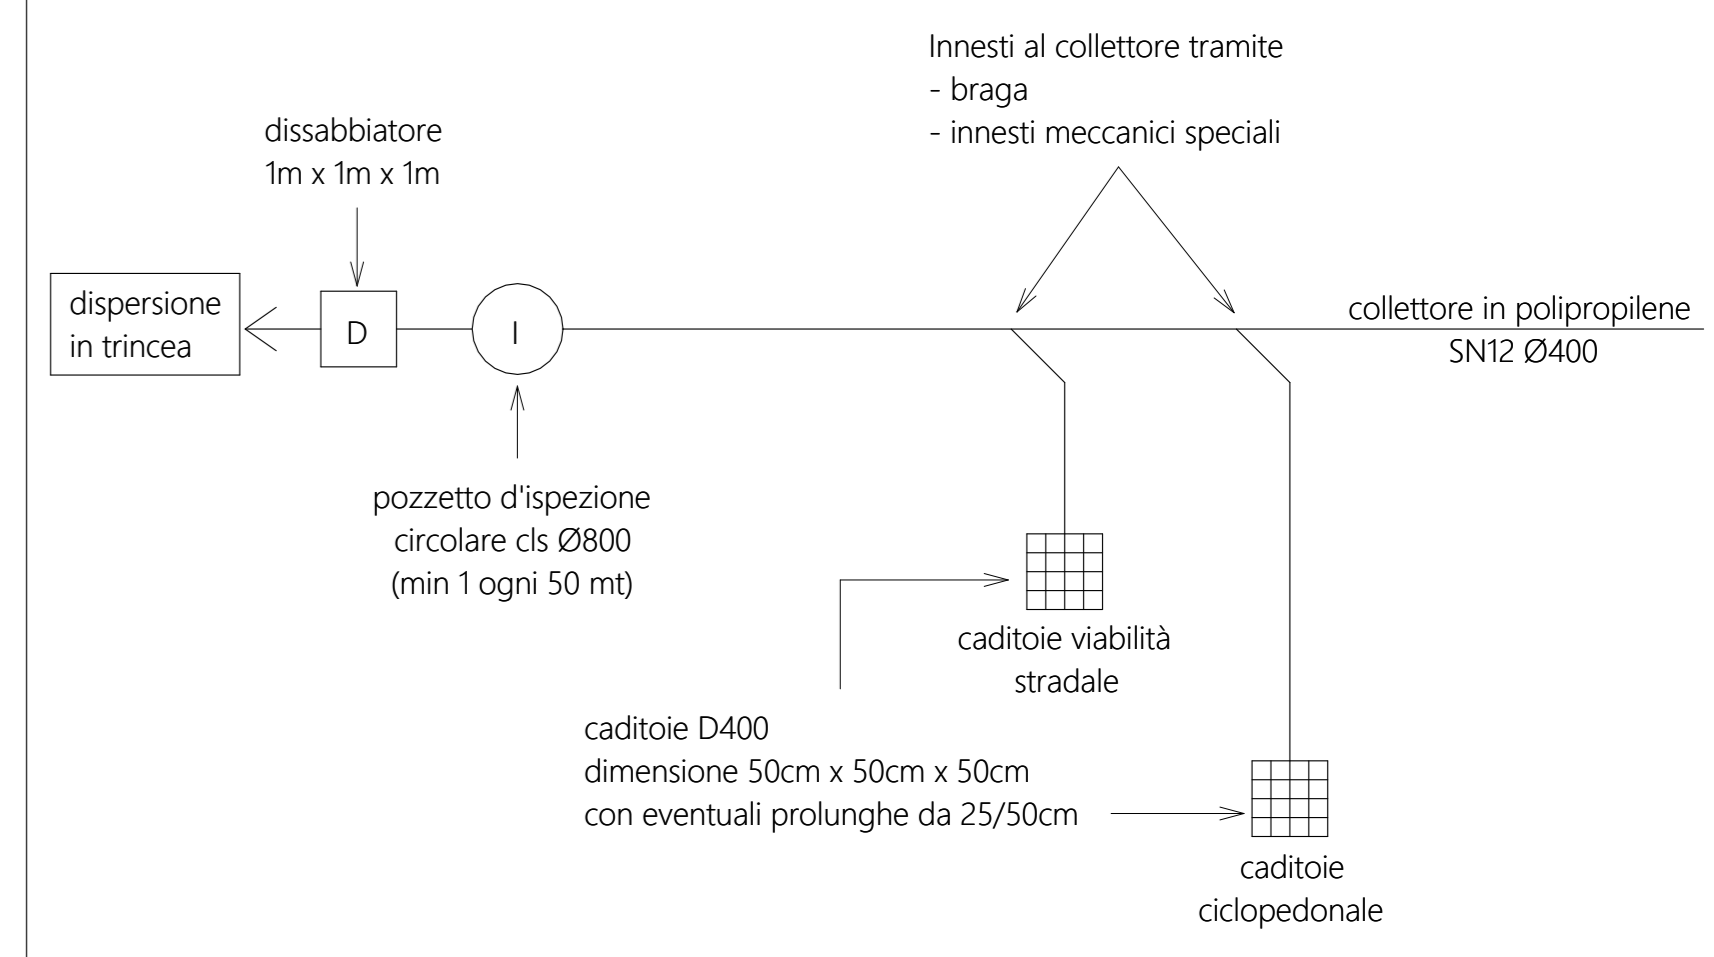 Innesti al collettore tramite
- braga
- innesti meccanici speciali
dissabbiatore
1m x 1m x 1m
dispersione
in trincea
D
I
collettore in polipropilene
SN12 Ø400
pozzetto d'ispezione
circolare cls Ø800
(min 1 ogni 50 mt)
caditoie viabilità
stradale
caditoie D400
dimensione 50cm x 50cm x 50cm
con eventuali prolunghe da 25/50cm
caditoie
ciclopedonale